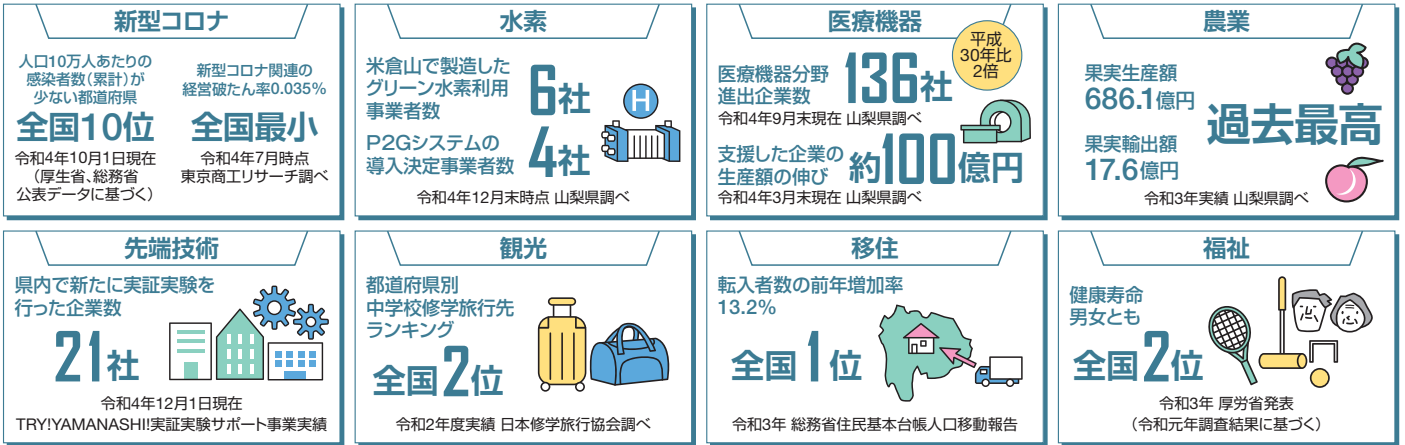 新型コロナ
人口10万人あたりの
感染者数(累計)が
少ない都道府県
全国10位
令和4年10月1日現在
(厚生省、総務省
公表データに基づく)
新型コロナ関連の
経営破たん率0.035%
全国最小
令和4年7月時点
東京商工リサーチ調べ
水素
米倉山で製造した
グリーン水素利用
事業者数
6社
H
P2Gシステムの
導入決定事業者数
4社
令和4年12月末時点 山梨県調べ
医療機器
平成
30年比
2倍
医療機器分野
進出企業数
136社
令和4年9月末現在 山梨県調べ
支援した企業の
生産額の伸び
約100億円
令和4年3月末現在 山梨県調べ
農業
果実生産額
686.1億円
果実輸出額
17.6億円
過去最高
令和3年実績 山梨県調べ
先端技術
県内で新たに実証実験を
行った企業数
21社
令和4年12月1日現在
TRY!YAMANASHI!実証実験サポート事業実績
観光
都道府県別
中学校修学旅行先
ランキング
全国2位
令和2年度実績 日本修学旅行協会調べ
移住
転入者数の前年増加率
13.2%
全国1位
令和3年 総務省住民基本台帳人口移動報告
福祉
健康寿命
男女とも
全国2位
令和3年 厚労省発表
(令和元年調査結果に基づく)